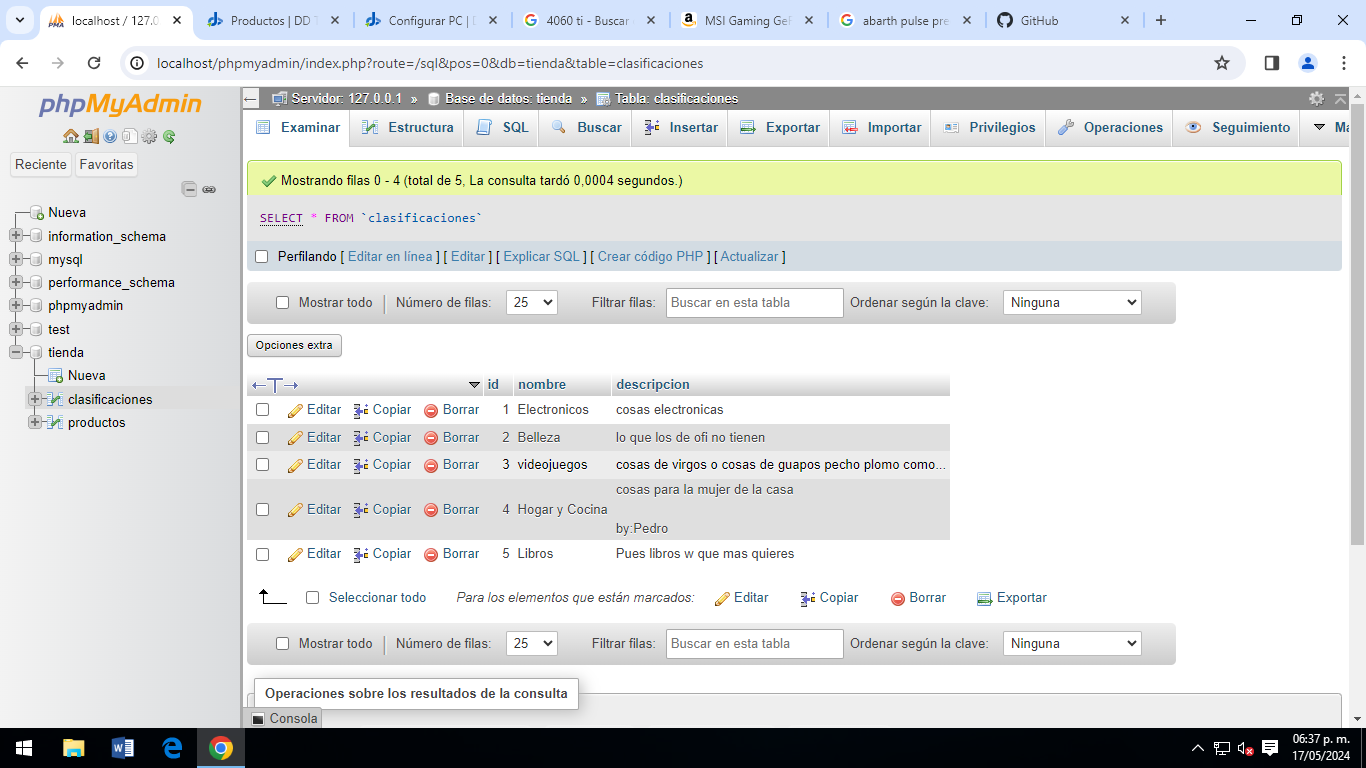 localhost / 127.0
Productos | DD T
Configurar PC | D
4060 ti - Buscar
MSI Gaming GeF
abarth pulse pre
GitHub
localhost/phpmyadmin/index.php?route=/sql&pos=0&db=tienda&table=clasificaciones
phpMyAdmin
Reciente Favoritas
Nueva
information_schema
mysql
performance_schema
phpmyadmin
test
tienda
Nueva
clasificaciones
productos
Servidor: 127.0.0.1 » Base de datos: tienda » Tabla: clasificaciones
Examinar Estructura SQL Buscar Insertar Exportar Importar Privilegios Operaciones Seguimiento Má
Mostrando filas 0 - 4 (total de 5, La consulta tardó 0,0004 segundos.)
SELECT * FROM `clasificaciones`
Perfilando [ Editar en línea ] [ Editar ] [ Explicar SQL ] [ Crear código PHP ] [ Actualizar ]
Mostrar todo | Número de filas: 25 Filtrar filas: Buscar en esta tabla Ordenar según la clave: Ninguna
Opciones extra
←T→ id nombre descripcion
Editar Copiar Borrar 1 Electronicos cosas electronicas
Editar Copiar Borrar 2 Belleza lo que los de ofi no tienen
Editar Copiar Borrar 3 videojuegos cosas de virgos o cosas de guapos pecho plomo como...
Editar Copiar Borrar 4 Hogar y Cocina cosas para la mujer de la casa
by:Pedro
Editar Copiar Borrar 5 Libros Pues libros w que mas quieres
Seleccionar todo Para los elementos que están marcados: Editar Copiar Borrar Exportar
Mostrar todo | Número de filas: 25 Filtrar filas: Buscar en esta tabla Ordenar según la clave: Ninguna
Operaciones sobre los resultados de la consulta
Consola
06:37 p. m.
17/05/2024